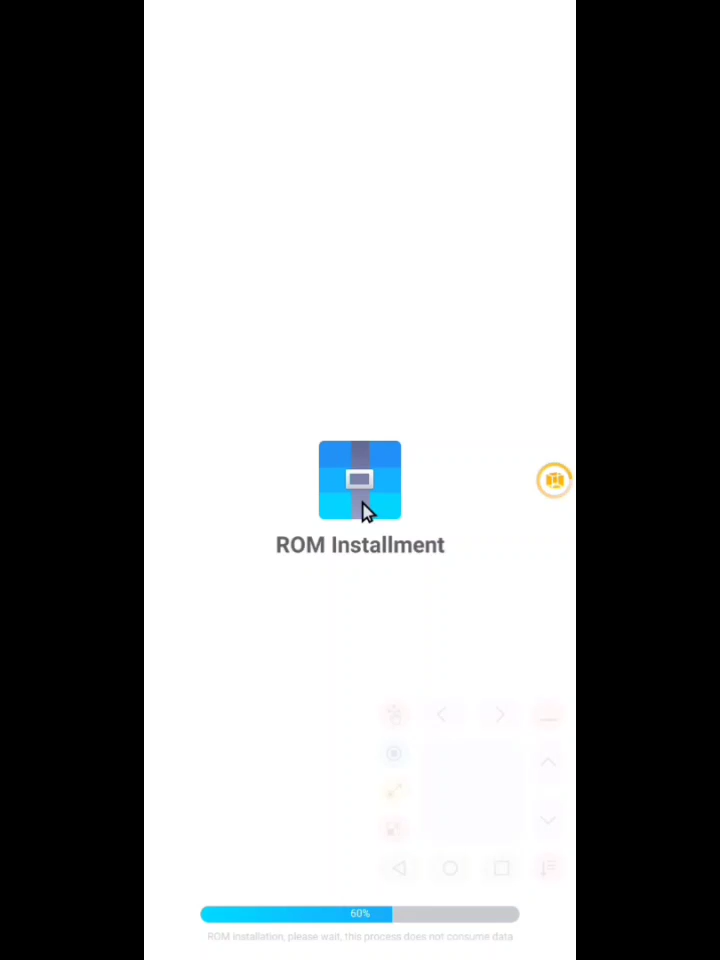 ROM Installment
60%
ROM installation, please wait, this process does not consume data